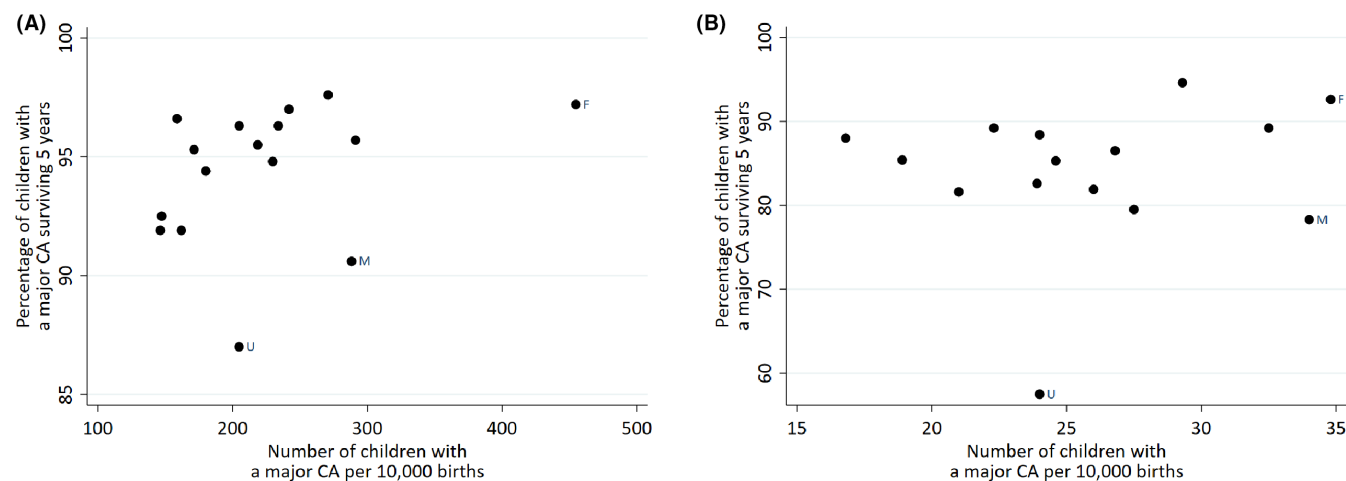 (A)
Percentage of children with
a major CA surviving 5 years
100
95
90
85
F
M
U
100 200 300 400 500
Number of children with
a major CA per 10,000 births
(B)
Percentage of children with
a major CA surviving 5 years
100
90
80
70
60
F
M
U
15 20 25 30 35
Number of children with
a major CA per 10,000 births